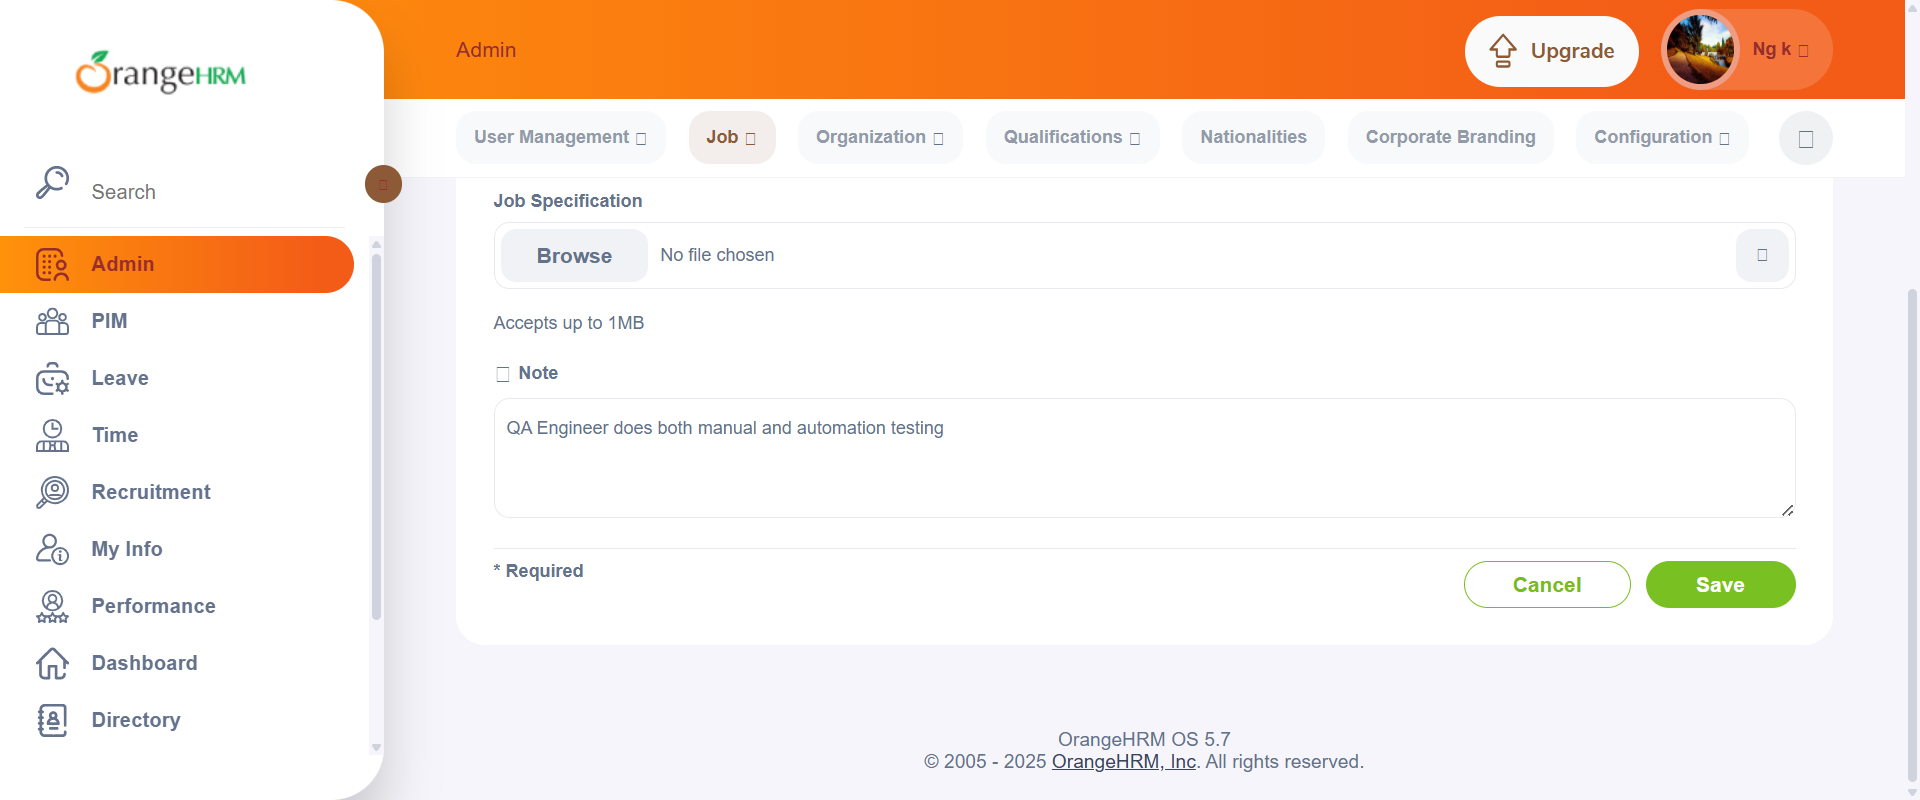 OrangeHRM
Admin
Upgrade
Ng k
User Management
Job
Organization
Qualifications
Nationalities
Corporate Branding
Configuration
Search
Admin
PIM
Leave
Time
Recruitment
My Info
Performance
Dashboard
Directory
Job Specification
Browse No file chosen
Accepts up to 1MB
Note
QA Engineer does both manual and automation testing
* Required
Cancel
Save
OrangeHRM OS 5.7
© 2005 - 2025 OrangeHRM, Inc. All rights reserved.